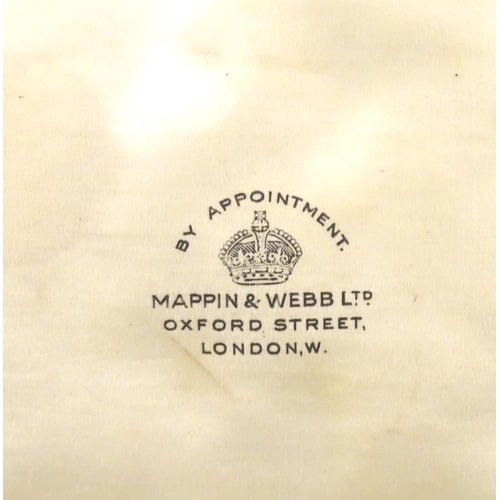 BY APPOINTMENT.
MAPPIN & WEBB LTD
OXFORD STREET,
LONDON, W.